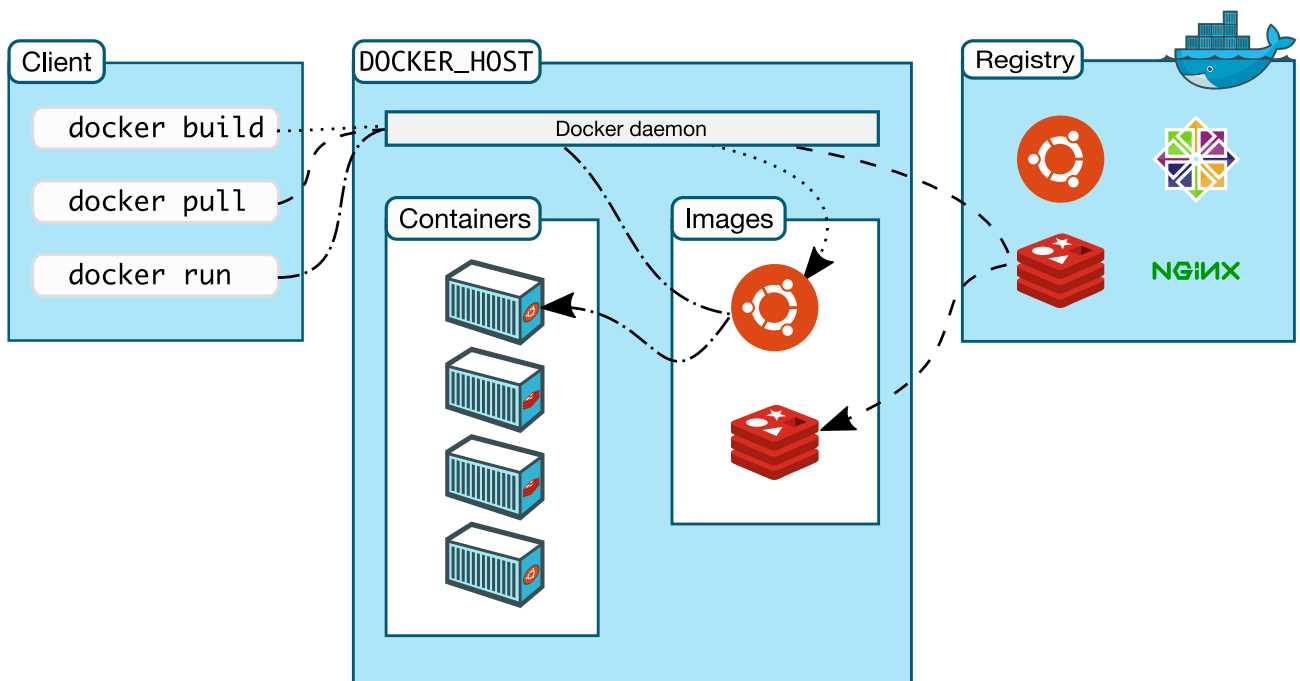 Client
docker build
docker pull
docker run
DOCKER_HOST
Docker daemon
Containers
Images
Registry
NGiNX